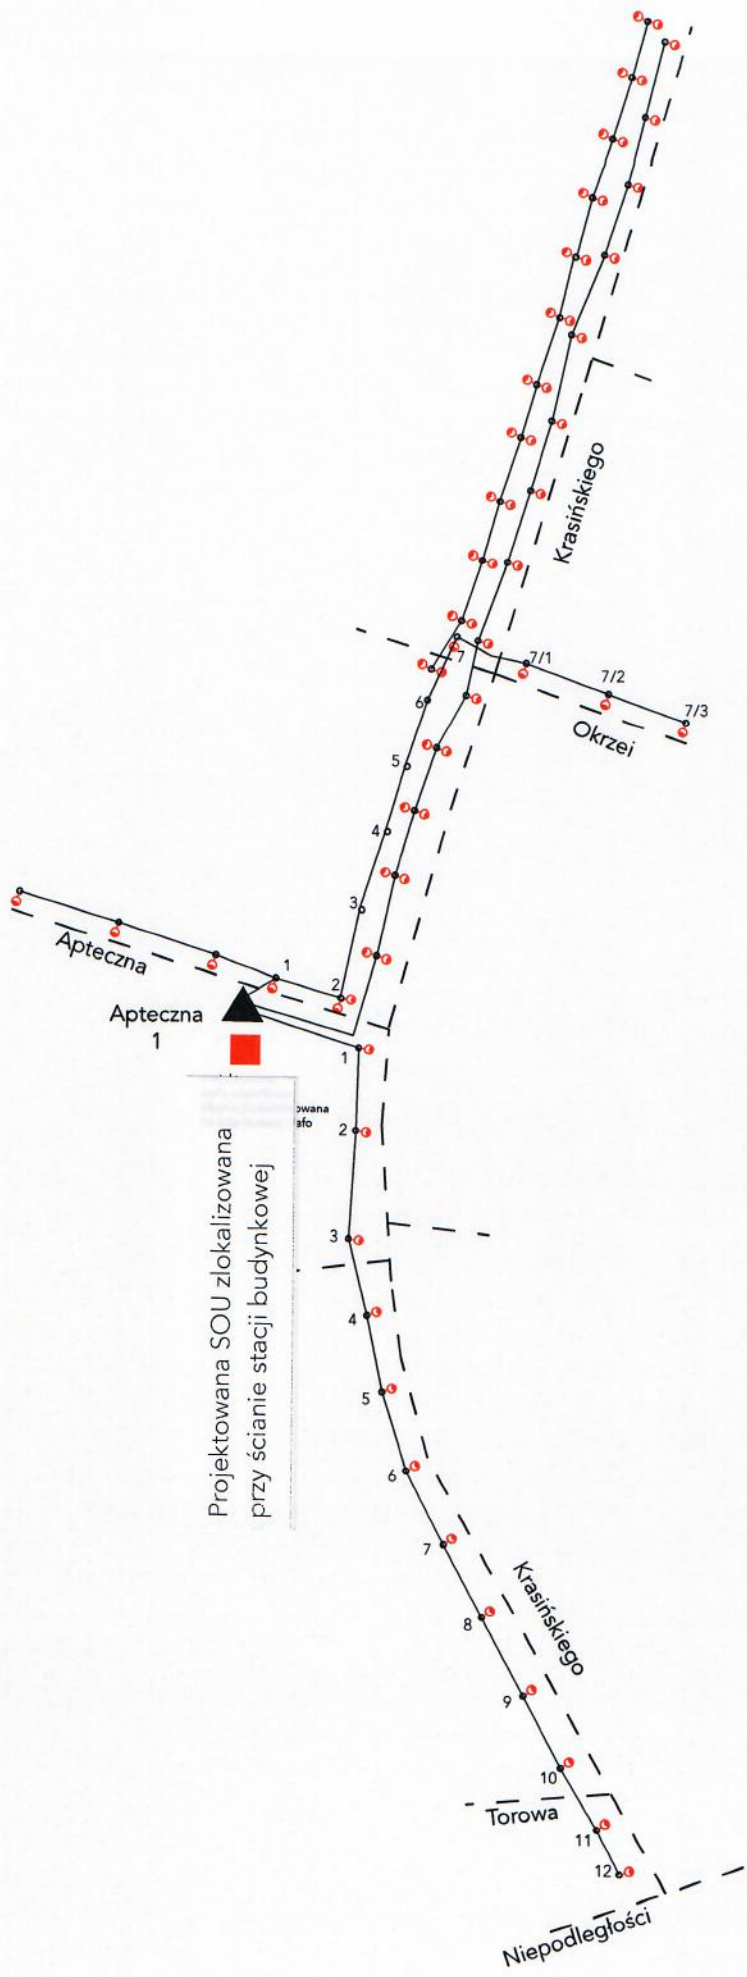 Krasińskiego
7
7/1
7/2
7/3
6
Okrzei
5
4
3
Apteczna
1
2
Apteczna
1
1
owana
afo
2
Projektowana SOU zlokalizowana
przy ścianie stacji budynkowej
3
4
5
6
7
Krasińskiego
8
9
10
Torowa
11
12
Niepodległości